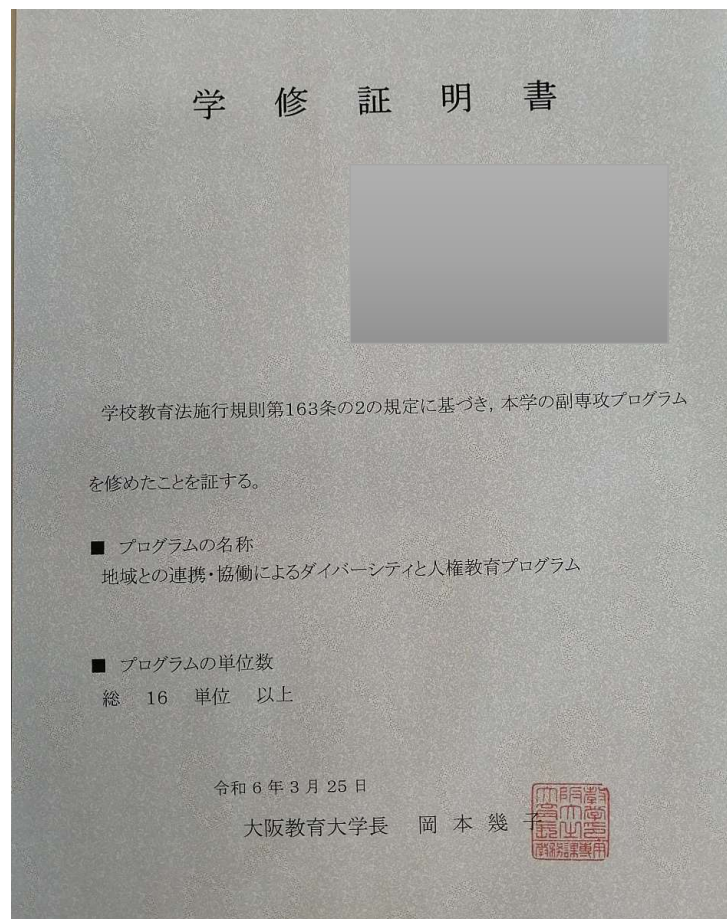 学修証明書
学校教育法施行規則第163条の2の規定に基づき,本学の副専攻プログラム
を修めたことを証する。
■ プログラムの名称
地域との連携・協働によるダイバーシティと人権教育プログラム
■ プログラムの単位数
総 16 単位 以上
令和6年3月25日
大阪教育大学長 岡本幾子